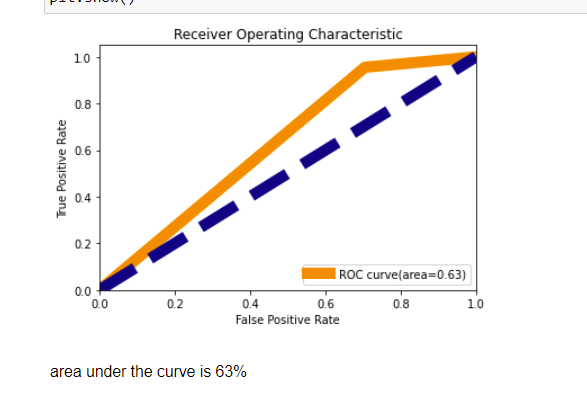 Receiver Operating Characteristic
1.0
0.8
0.6
0.4
0.2
0.0
True Positive Rate
ROC curve(area=0.63)
0.0 0.2 0.4 0.6 0.8 1.0
False Positive Rate
area under the curve is 63%